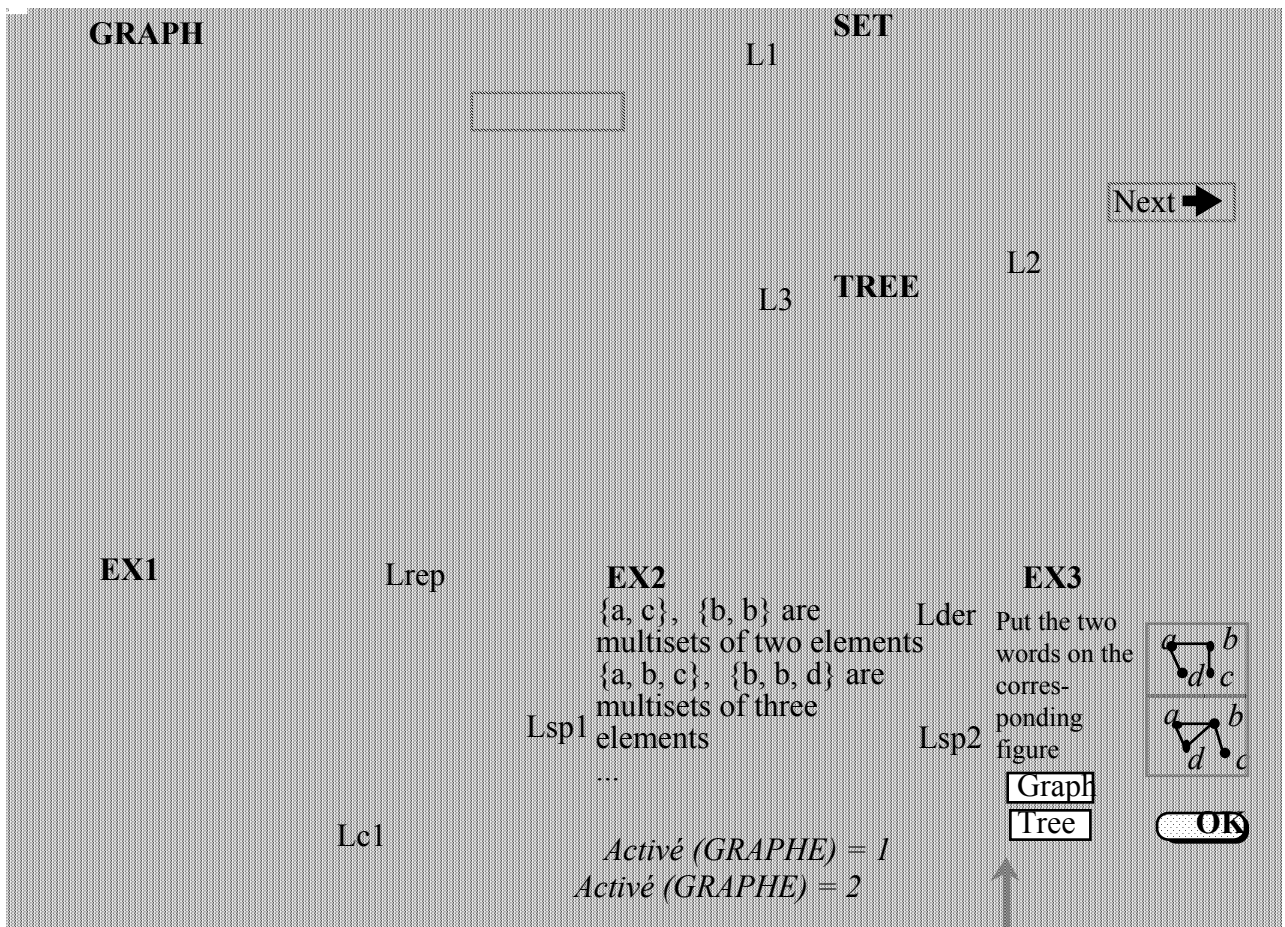 GRAPH
SET
L1
Next
L2
L3
TREE
EX1
Lrep
EX2
{a, c}, {b, b} are
multisets of two elements
{a, b, c}, {b, b, d} are
multisets of three
elements
...
Lsp1
Lder
Lsp2
EX3
Put the two
words on the
corres-
ponding
figure
a
b
d
c
a
b
d
c
Graph
Tree
OK
Lc1
Activé (GRAPHE) = 1
Activé (GRAPHE) = 2